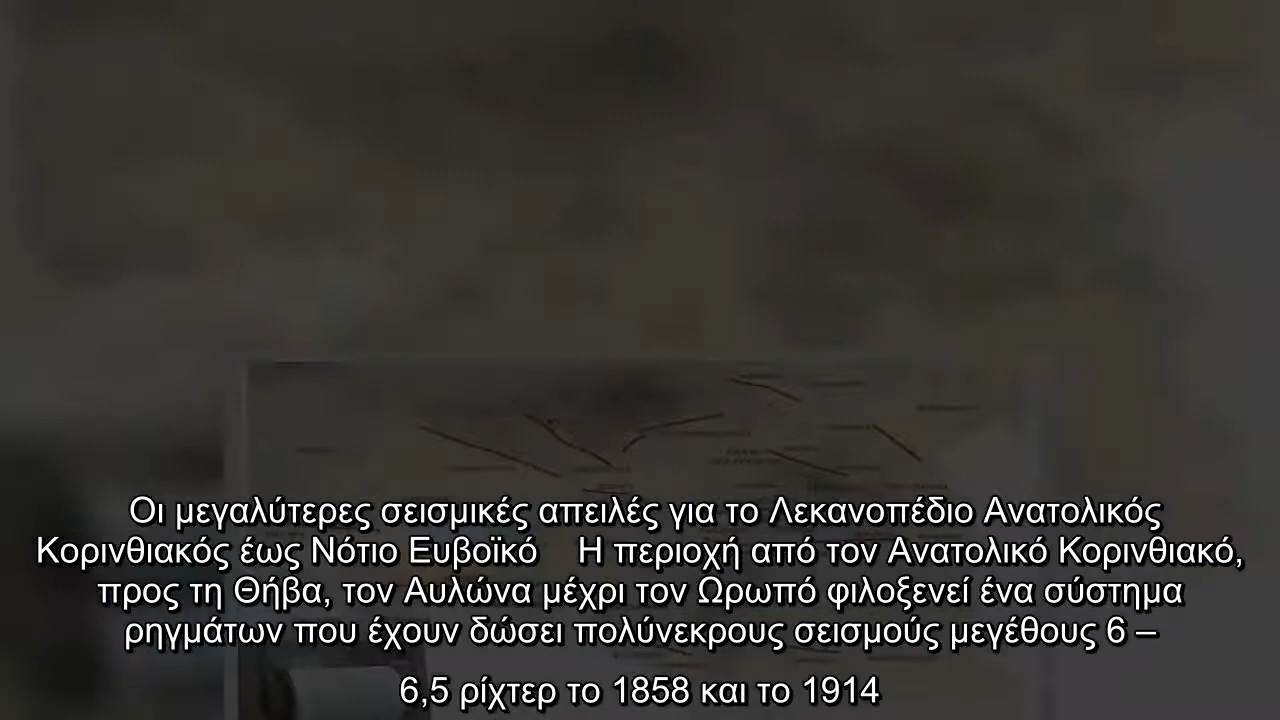 Οι μεγαλύτερες σεισμικές απειλές για το Λεκανοπέδιο Ανατολικός
Κορινθιακός έως Νότιο Ευβοϊκό    Η περιοχή από τον Ανατολικό Κορινθιακό,
προς τη Θήβα, τον Αυλώνα μέχρι τον Ωρωπό φιλοξενεί ένα σύστημα
ρηγμάτων που έχουν δώσει πολύνεκρους σεισμούς μεγέθους 6 –
6,5 ρίχτερ το 1858 και το 1914